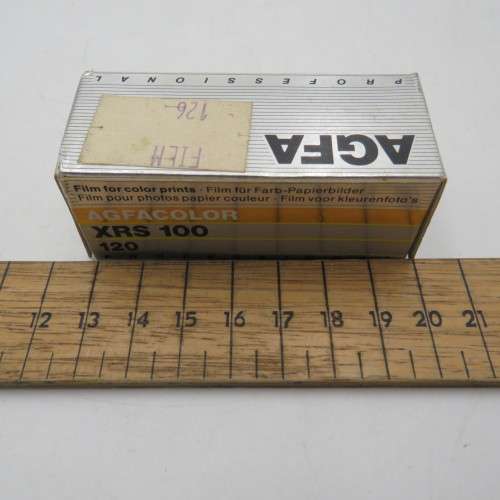 PROFESSIONAL
AGFA
126-
FILM
Film for color prints · Film für Farb-Papierbilder
Film pour photos papier couleur · Film voor kleurenfoto's
AGFACOLOR
XRS 100
120
12 13 14 15 16 17 18 19 20 21